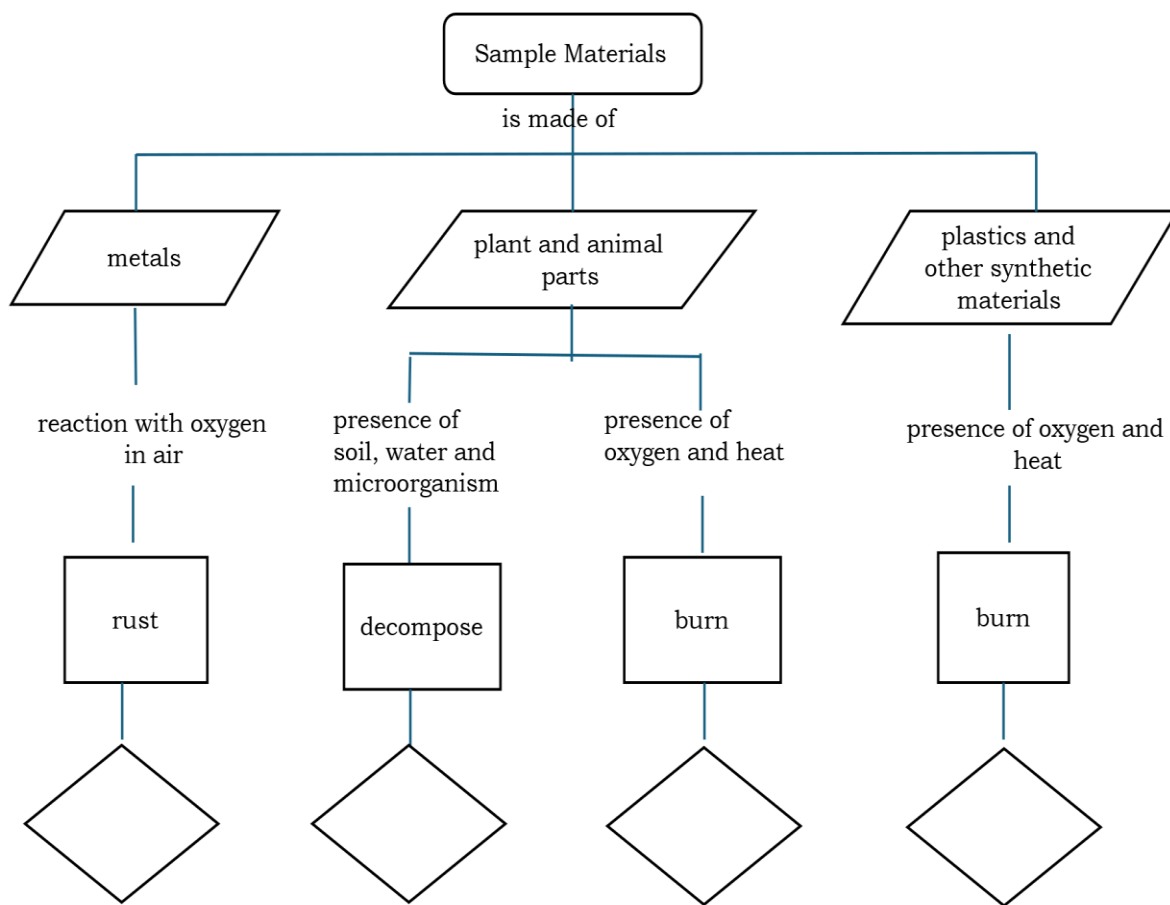 Sample Materials
is made of
metals
plant and animal
parts
plastics and
other synthetic
materials
reaction with oxygen
in air
presence of
soil, water and
microorganism
presence of
oxygen and heat
presence of oxygen and
heat
rust
decompose
burn
burn